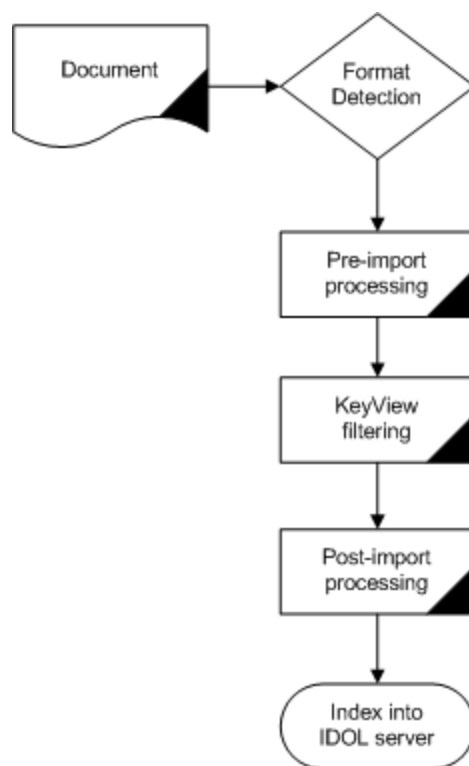 Document
Format
Detection
Pre-import
processing
KeyView
filtering
Post-import
processing
Index into
IDOL server